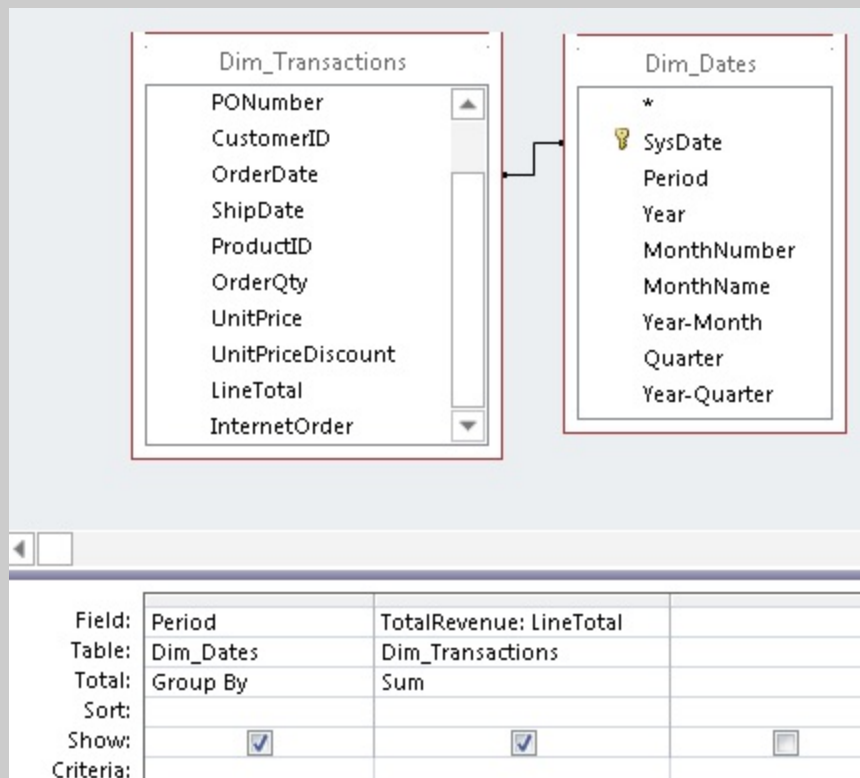 Dim_Transactions
PONumber
CustomerID
OrderDate
ShipDate
ProductID
OrderQty
UnitPrice
UnitPriceDiscount
LineTotal
InternetOrder
Dim_Dates
*
SysDate
Period
Year
MonthNumber
MonthName
Year-Month
Quarter
Year-Quarter
Field: Period TotalRevenue: LineTotal
Table: Dim_Dates Dim_Transactions
Total: Group By Sum
Sort:
Show:
Criteria: